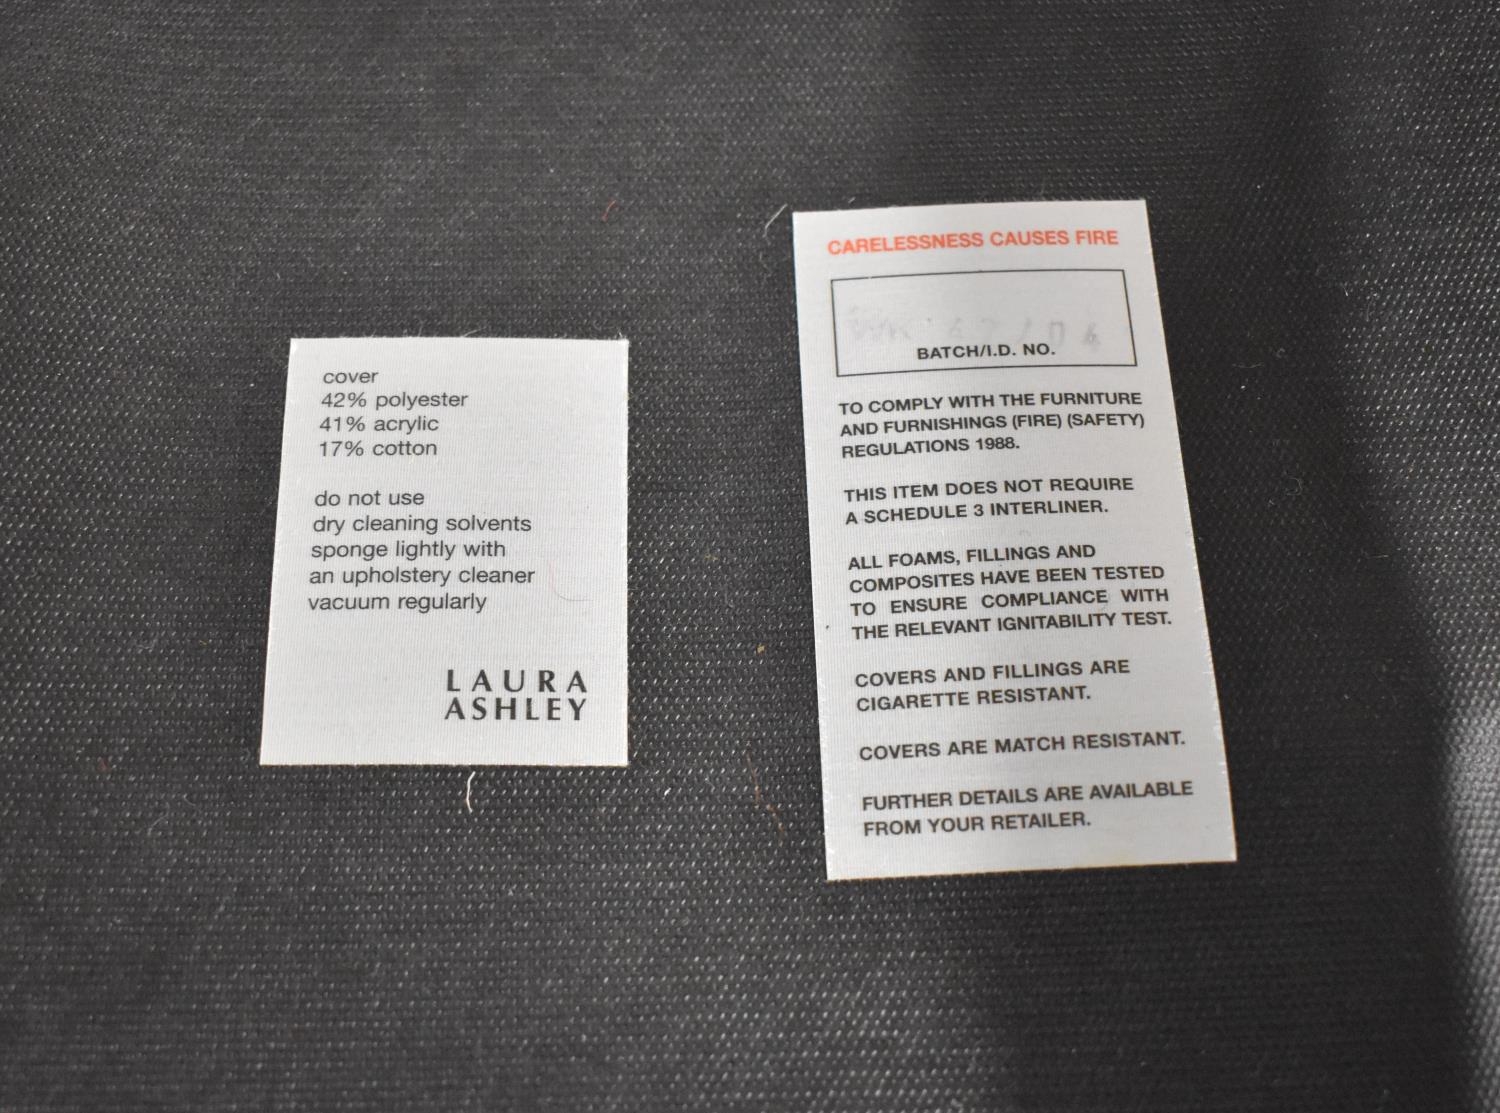 cover
42% polyester
41% acrylic
17% cotton
do not use
dry cleaning solvents
sponge lightly with
an upholstery cleaner
vacuum regularly
LAURA
ASHLEY
CARELESSNESS CAUSES FIRE
BATCH/I.D. NO.
TO COMPLY WITH THE FURNITURE
AND FURNISHINGS (FIRE) (SAFETY)
REGULATIONS 1988.
THIS ITEM DOES NOT REQUIRE
A SCHEDULE 3 INTERLINER.
ALL FOAMS, FILLINGS AND
COMPOSITES HAVE BEEN TESTED
TO ENSURE COMPLIANCE WITH
THE RELEVANT IGNITABILITY TEST.
COVERS AND FILLINGS ARE
CIGARETTE RESISTANT.
COVERS ARE MATCH RESISTANT.
FURTHER DETAILS ARE AVAILABLE
FROM YOUR RETAILER.